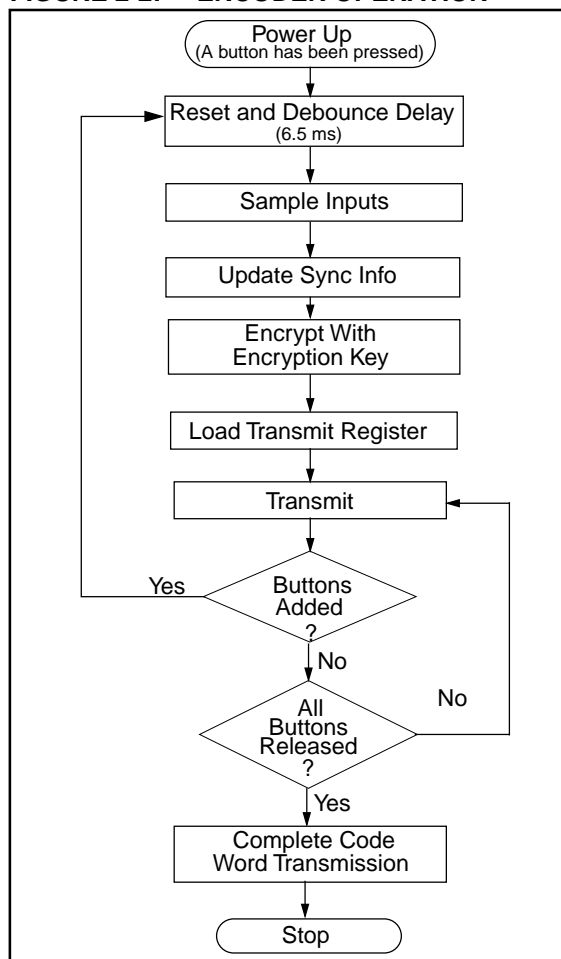 Power Up
(A button has been pressed)
Reset and Debounce Delay
(6.5 ms)
Sample Inputs
Update Sync Info
Encrypt With
Encryption Key
Load Transmit Register
Transmit
Yes
Buttons
Added
?
No
All
Buttons
Released
?
No
Yes
Complete Code
Word Transmission
Stop